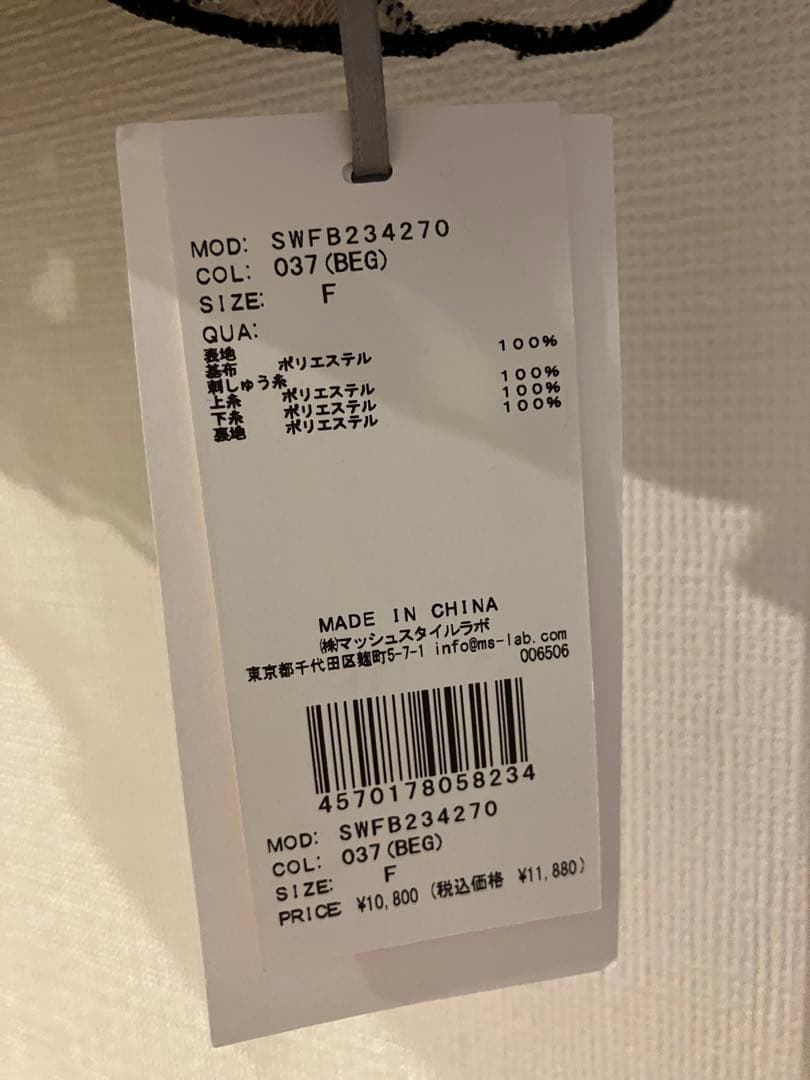 MOD: SWFB234270
COL: 037(BEG)
SIZE: F
QUA:
表地
基布 ポリエステル 100%
刺しゅう糸
上糸 ポリエステル 100%
下糸 ポリエステル 100%
裏地 ポリエステル 100%
MADE IN CHINA
㈱マッシュスタイルラボ
東京都千代田区麹町5-7-1 info@ms-lab.com
006506
4570178058234
MOD: SWFB234270
COL: 037(BEG)
SIZE: F
PRICE ¥10,800 (税込価格 ¥11,880)